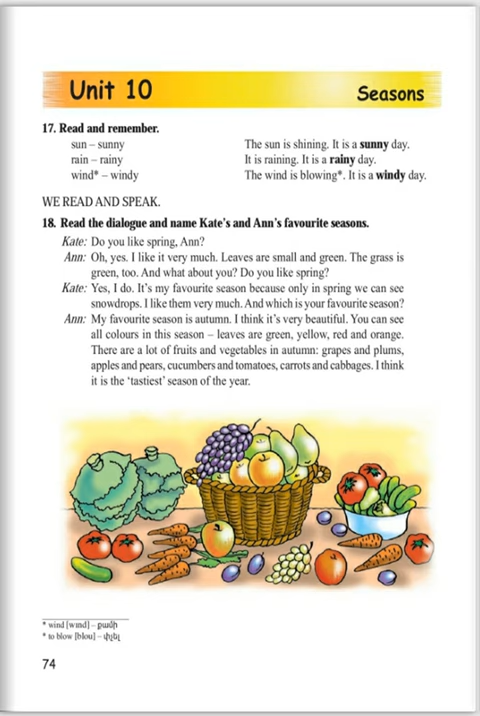 Unit 10
Seasons
17. Read and remember.
sun – sunny
The sun is shining. It is a sunny day.
rain – rainy
It is raining. It is a rainy day.
wind* – windy
The wind is blowing*. It is a windy day.
WE READ AND SPEAK.
18. Read the dialogue and name Kate's and Ann's favourite seasons.
Kate: Do you like spring, Ann?
Ann: Oh, yes. I like it very much. Leaves are small and green. The grass is
green, too. And what about you? Do you like spring?
Kate: Yes, I do. It's my favourite season because only in spring we can see
snowdrops. I like them very much. And which is your favourite season?
Ann: My favourite season is autumn. I think it's very beautiful. You can see
all colours in this season – leaves are green, yellow, red and orange.
There are a lot of fruits and vegetables in autumn: grapes and plums,
apples and pears, cucumbers and tomatoes, carrots and cabbages. I think
it is the 'tastiest' season of the year.
* wind [wınd] – քամի
* to blow [blou] – փչել
74